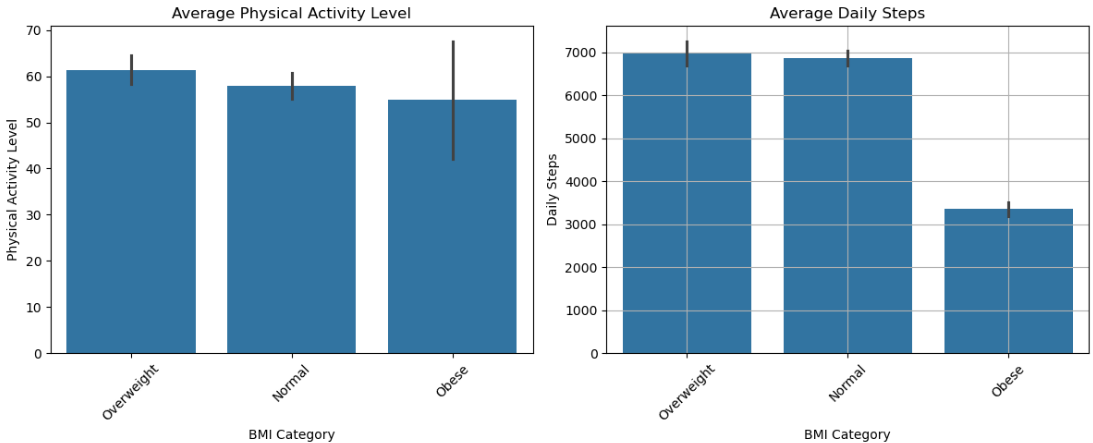 Average Physical Activity Level
Physical Activity Level
70
60
50
40
30
20
10
0
Overweight
Normal
Obese
BMI Category
Average Daily Steps
Daily Steps
7000
6000
5000
4000
3000
2000
1000
0
Overweight
Normal
Obese
BMI Category